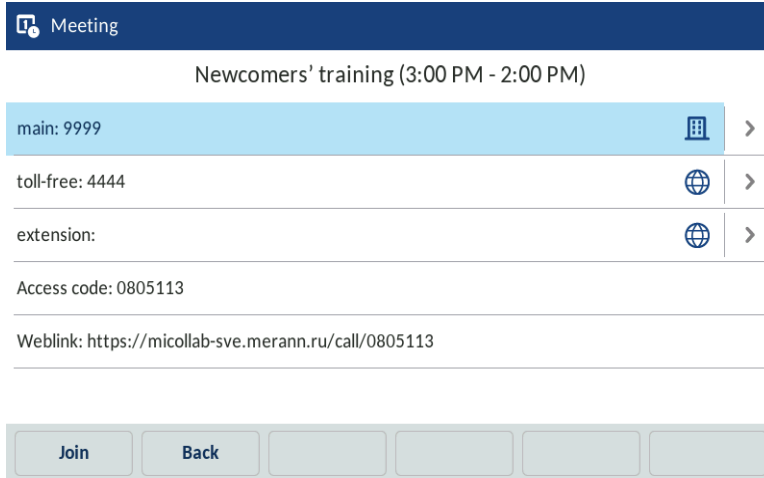 Meeting
Newcomers’ training (3:00 PM - 2:00 PM)
main: 9999
toll-free: 4444
extension:
Access code: 0805113
Weblink: https://micollab-sve.merann.ru/call/0805113
Join Back